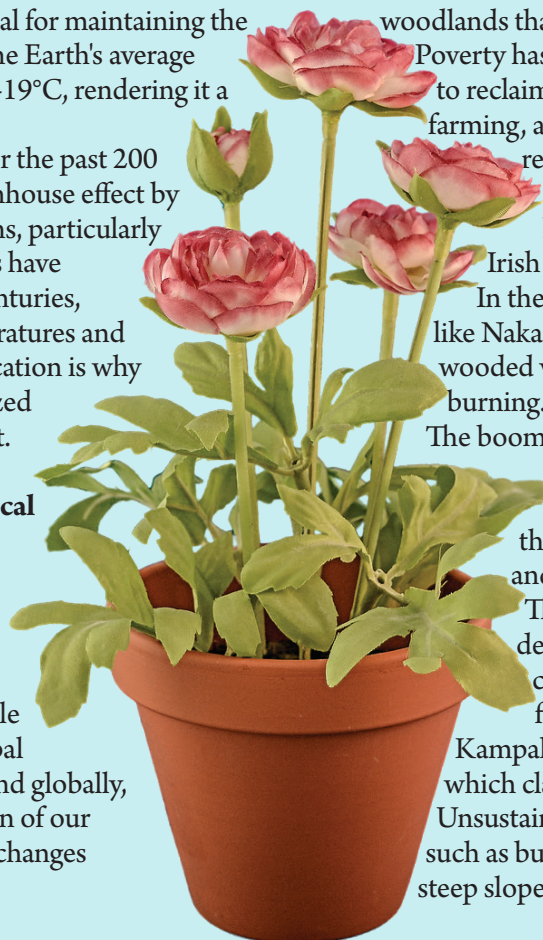 al for maintaining the
ne Earth's average
-19°C, rendering it a
r the past 200
nhouse effect by
ns, particularly
s have
nturies,
ratures and
cation is why
zed
t.
cal
le
bal
nd globally,
n of our
changes
woodlands tha
Poverty has
to reclaim
farming, a
re
Irish
In the
like Naka
wooded
burning.
The boom
th
and
Th
de
c
f
Kampal
which cla
Unsustain
such as bu
steep slope